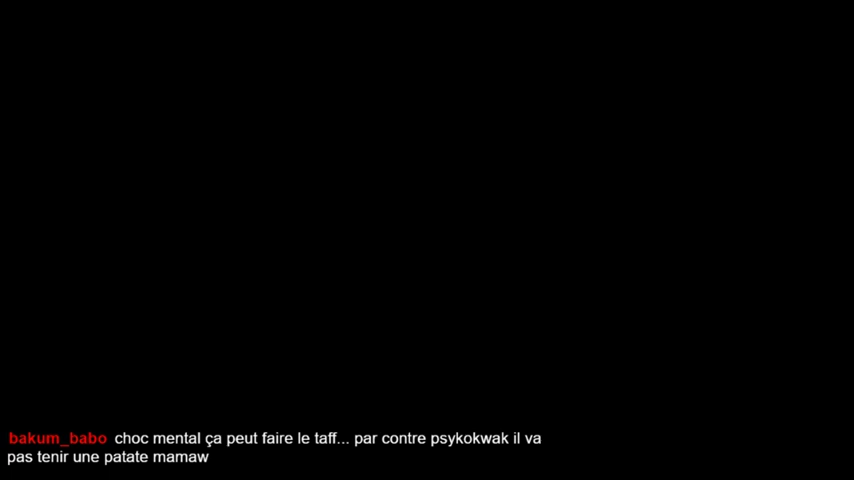 bakum_babo choc mental ça peut faire le taff... par contre psykokwak il va
pas tenir une patate mamaw